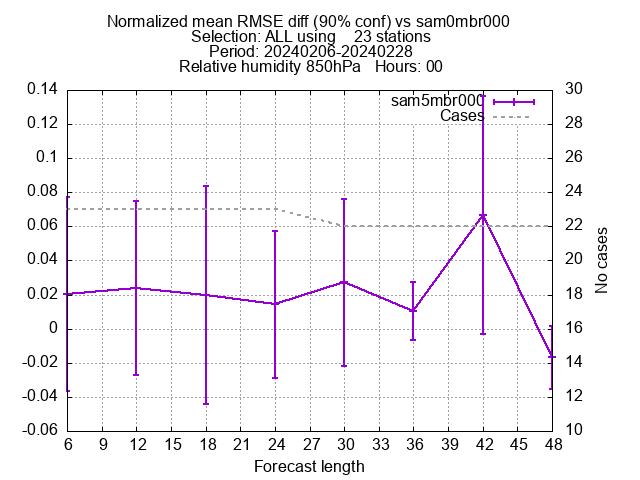 Normalized mean RMSE diff (90% conf) vs sam0mbr000
Selection: ALL using    23 stations
Period: 20240206-20240228
Relative humidity 850hPa   Hours: 00
0.14
0.12
0.1
0.08
0.06
0.04
0.02
0
-0.02
-0.04
-0.06
sam5mbr000
Cases
30
28
26
24
22
20
18
16
14
12
10
No cases
6 9 12 15 18 21 24 27 30 33 36 39 42 45 48
Forecast length